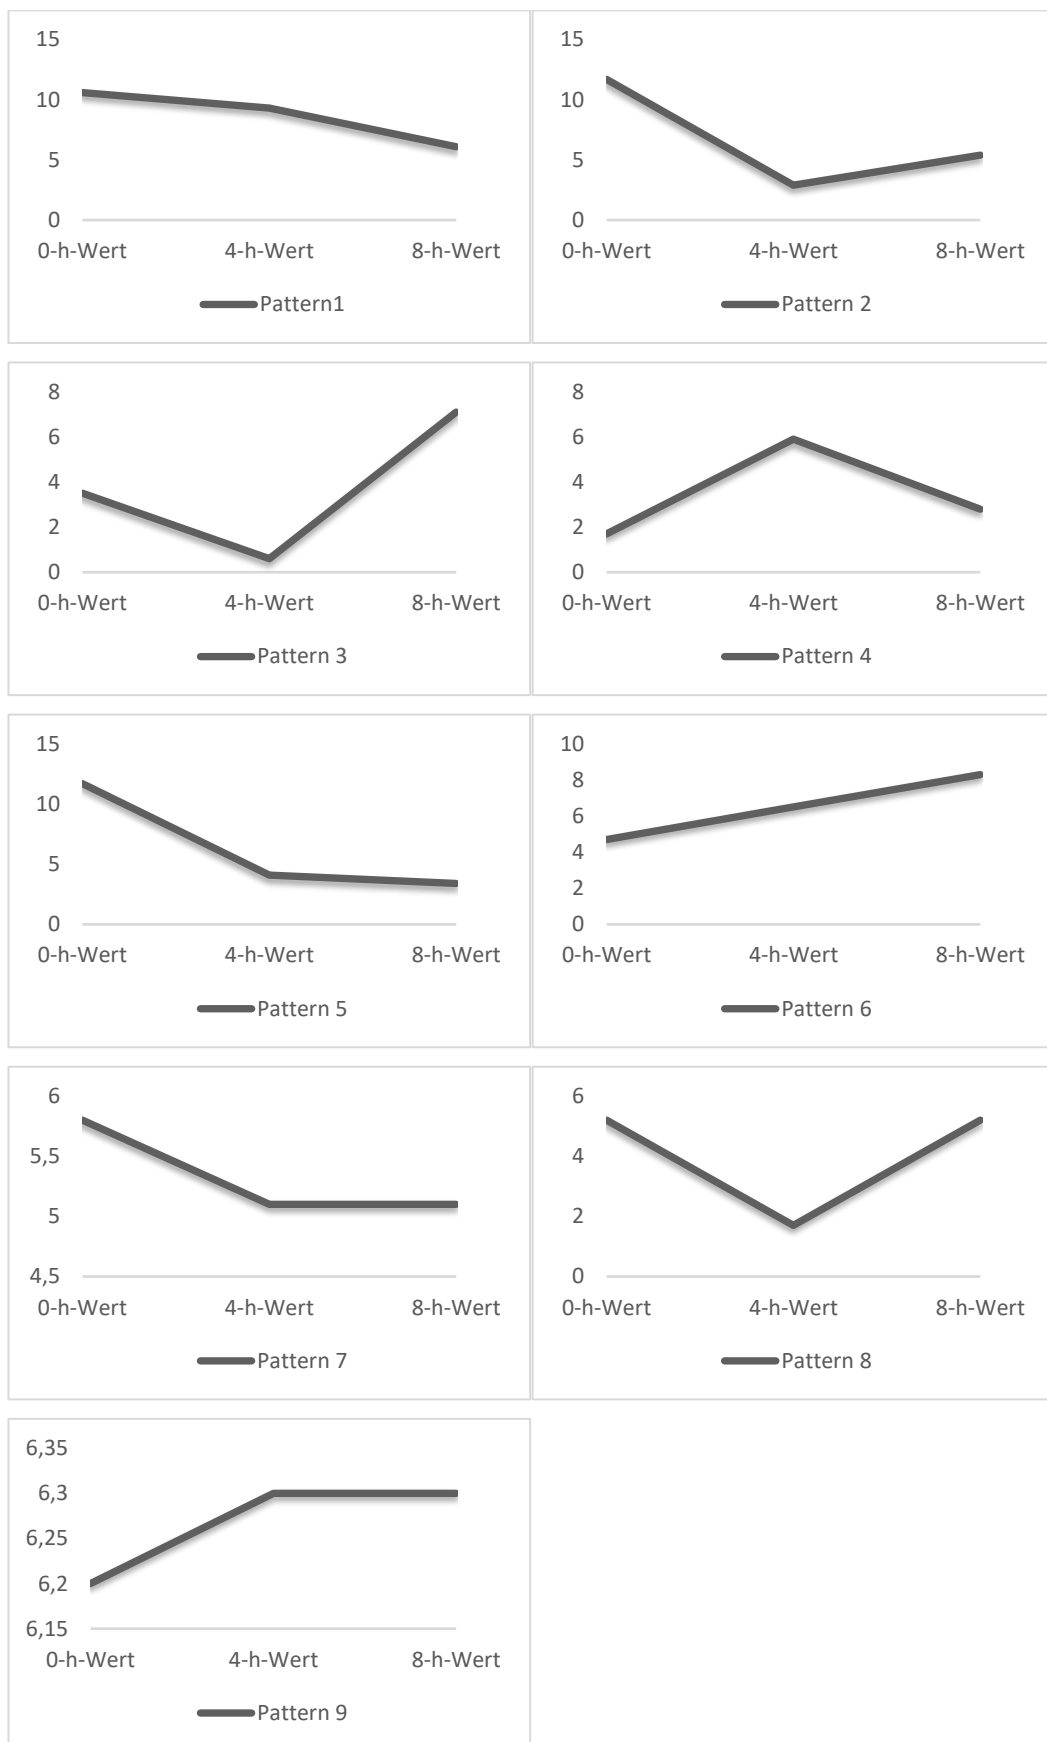 15
10
5
0
0-h-Wert 4-h-Wert 8-h-Wert
Pattern1
15
10
5
0
0-h-Wert 4-h-Wert 8-h-Wert
Pattern 2
8
6
4
2
0
0-h-Wert 4-h-Wert 8-h-Wert
Pattern 3
8
6
4
2
0
0-h-Wert 4-h-Wert 8-h-Wert
Pattern 4
15
10
5
0
0-h-Wert 4-h-Wert 8-h-Wert
Pattern 5
10
8
6
4
2
0
0-h-Wert 4-h-Wert 8-h-Wert
Pattern 6
6
5,5
5
4,5
0-h-Wert 4-h-Wert 8-h-Wert
Pattern 7
6
4
2
0
0-h-Wert 4-h-Wert 8-h-Wert
Pattern 8
6,35
6,3
6,25
6,2
6,15
0-h-Wert 4-h-Wert 8-h-Wert
Pattern 9